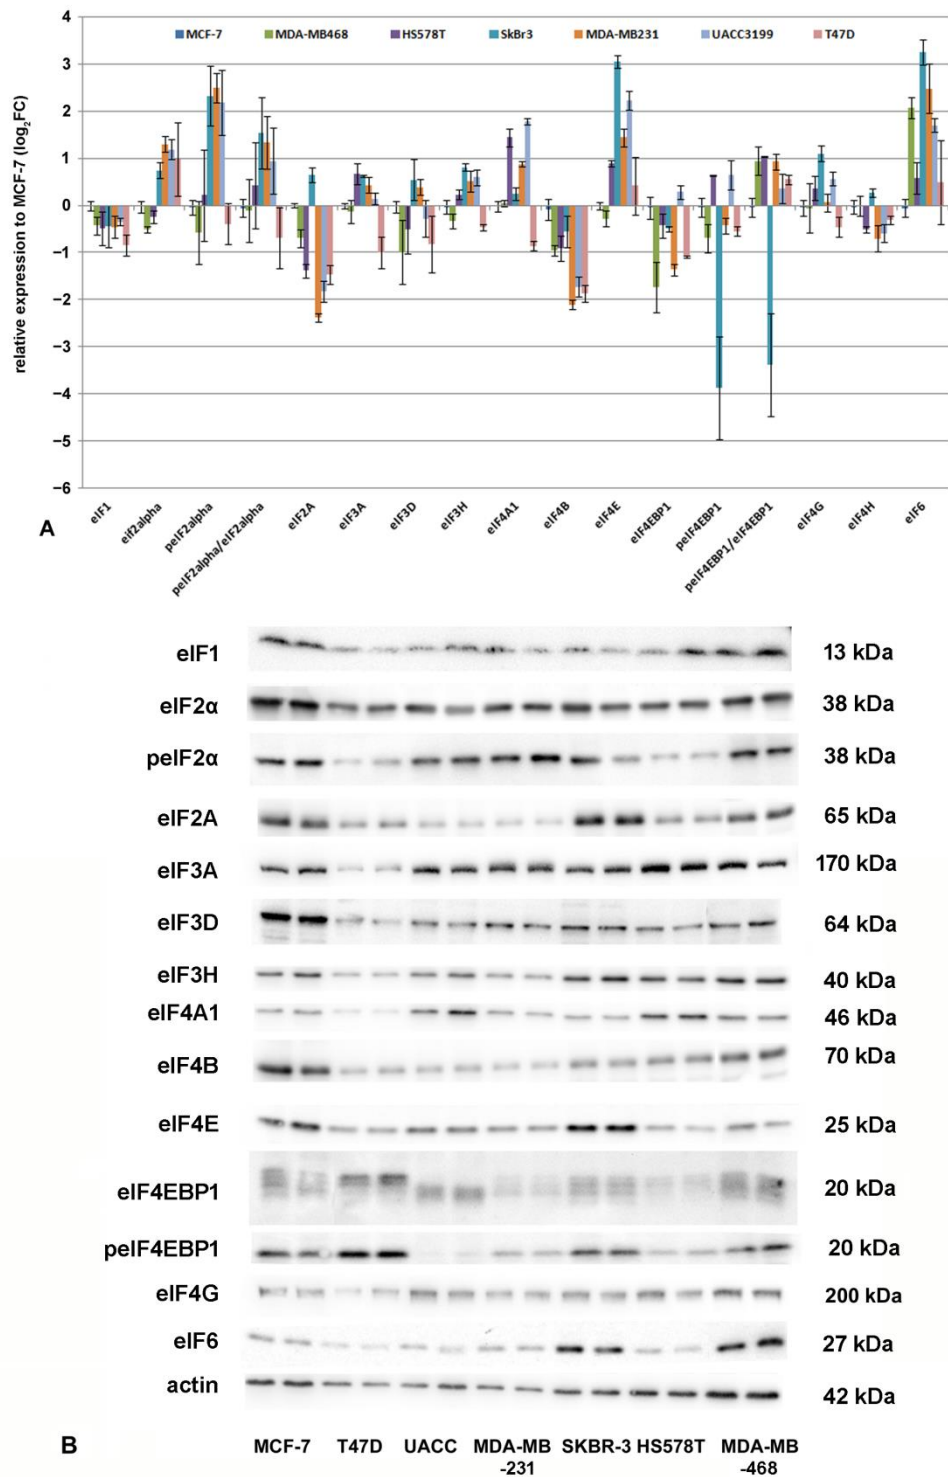 MCF-7 MDA-MB468 HS578T SkBr3 MDA-MB231 UACC3199 T47D
relative expression to MCF-7 (log₂FC)
4
3
2
1
0
−1
−2
−3
−4
−5
−6
eIF1
eif2alpha
peIF2alpha
peIF2alpha/eIF2alpha
eIF2A
eIF3A
eIF3D
eIF3H
eIF4A1
eIF4B
eIF4E
eIF4EBP1
peIF4EBP1
peIF4EBP1/eIF4EBP1
eIF4G
eIF4H
eIF6
A
eIF1 13 kDa
eIF2α 38 kDa
peIF2α 38 kDa
eIF2A 65 kDa
eIF3A 170 kDa
eIF3D 64 kDa
eIF3H 40 kDa
eIF4A1 46 kDa
eIF4B 70 kDa
eIF4E 25 kDa
eIF4EBP1 20 kDa
peIF4EBP1 20 kDa
eIF4G 200 kDa
eIF6 27 kDa
actin 42 kDa
B MCF-7 T47D UACC MDA-MB SKBR-3 HS578T MDA-MB
-231 -468